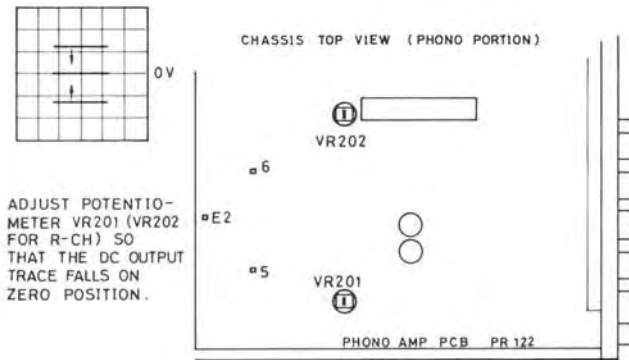 CHASSIS TOP VIEW (PHONO PORTION)
0V
VR202
6
E2
5
VR201
ADJUST POTENTIO-
METER VR201 (VR202
FOR R-CH) SO
THAT THE DC OUTPUT
TRACE FALLS ON
ZERO POSITION.
PHONO AMP PCB PR 122